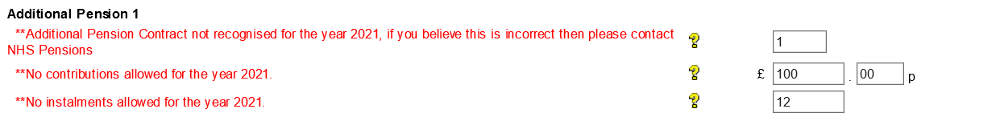 Additional Pension 1
**Additional Pension Contract not recognised for the year 2021, if you believe this is incorrect then please contact
NHS Pensions
? 1
**No contributions allowed for the year 2021. ? £ 100 . 00 p
**No instalments allowed for the year 2021. ? 12